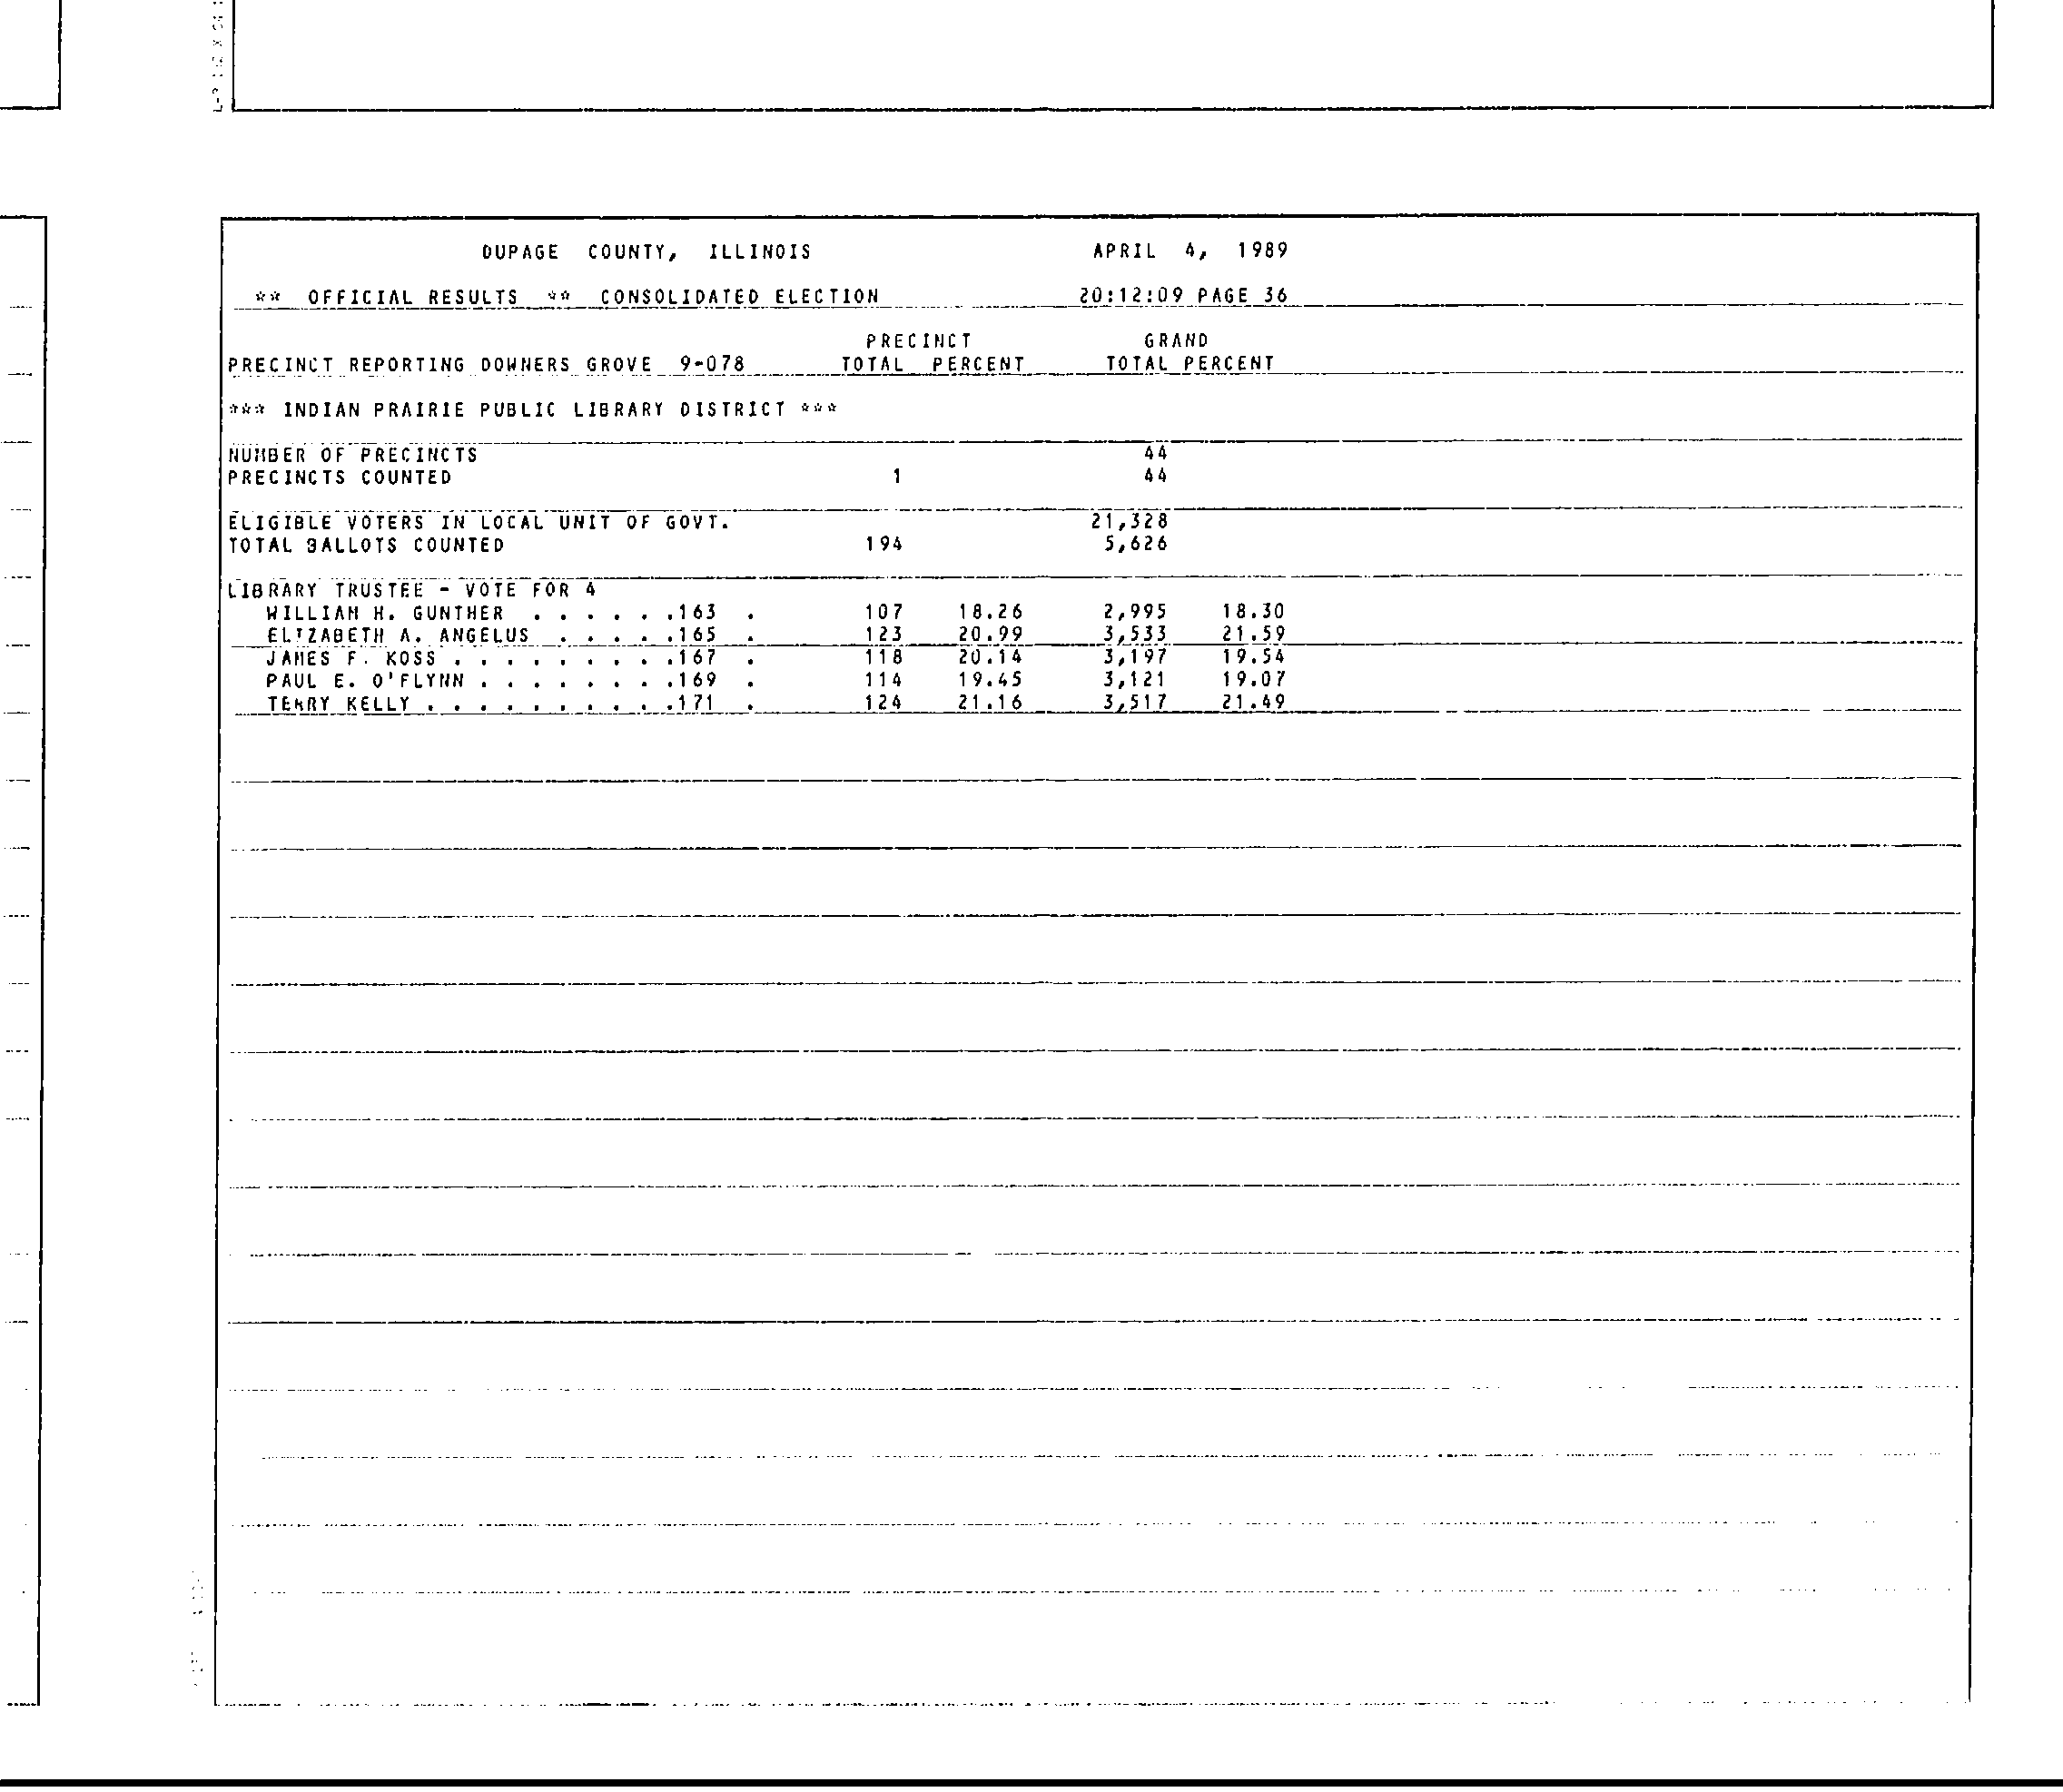 DUPAGE COUNTY, ILLINOIS APRIL 4, 1989
** OFFICIAL RESULTS ** CONSOLIDATED ELECTION 20:12:09 PAGE 36
PRECINCT GRAND
PRECINCT REPORTING DOWNERS GROVE 9-078 TOTAL PERCENT TOTAL PERCENT
*** INDIAN PRAIRIE PUBLIC LIBRARY DISTRICT ***
NUMBER OF PRECINCTS 44
PRECINCTS COUNTED 1 44
ELIGIBLE VOTERS IN LOCAL UNIT OF GOVT. 21,328
TOTAL BALLOTS COUNTED 194 5,626
LIBRARY TRUSTEE - VOTE FOR 4
WILLIAM H. GUNTHER . . . . . .163 . 107 18.26 2,995 18.30
ELIZABETH A. ANGELUS . . . . .165 . 123 20.99 3,533 21.59
JAMES F. KOSS . . . . . . . . .167 . 118 20.14 3,197 19.54
PAUL E. O'FLYNN . . . . . . . .169 . 114 19.45 3,121 19.07
TERRY KELLY . . . . . . . . . .171 . 124 21.16 3,517 21.49